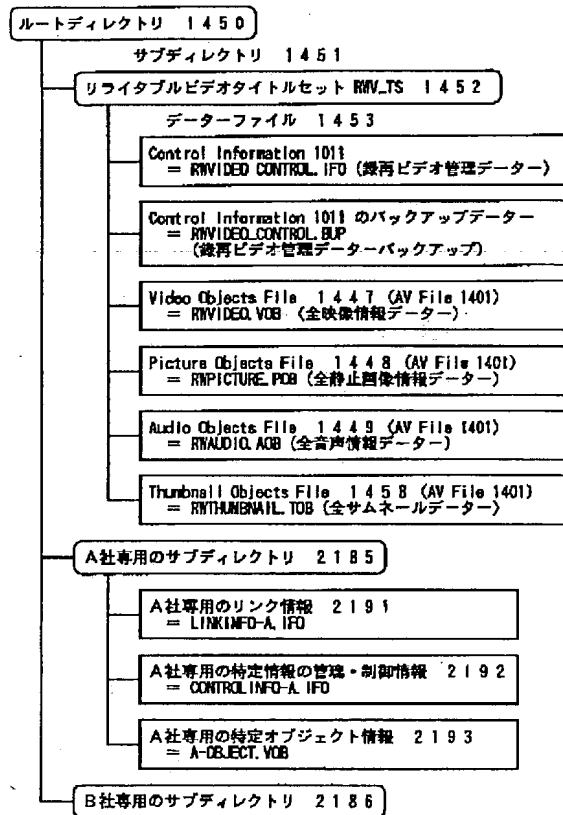 ルートディレクトリ 1450
サブディレクトリ 1451
リライタブルビデオタイトルセット RWV_TS 1452
データーファイル 1453
Control Information 1011
= RWVIDEO CONTROL.IFO (録再ビデオ管理データー)
Control Information 1011 のバックアップデーター
= RWVIDEO_CONTROL.BUP
(録再ビデオ管理データーバックアップ)
Video Objects File 1447 (AV File 1401)
= RWVIDEO.VOB (全映像情報データー)
Picture Objects File 1448 (AV File 1401)
= RWPICTURE.POB (全静止画像情報データー)
Audio Objects File 1449 (AV File 1401)
= RWAUDIO.AOB (全音声情報データー)
Thumbnail Objects File 1458 (AV File 1401)
= RWTHUMBNAIL.TOB (全サムネールデーター)
A社専用のサブディレクトリ 2185
A社専用のリンク情報 2191
= LINKINFO-A.IFO
A社専用の特定情報の管理・制御情報 2192
= CONTROLINFO-A.IFO
A社専用の特定オブジェクト情報 2193
= A-OBJECT.VOB
B社専用のサブディレクトリ 2186